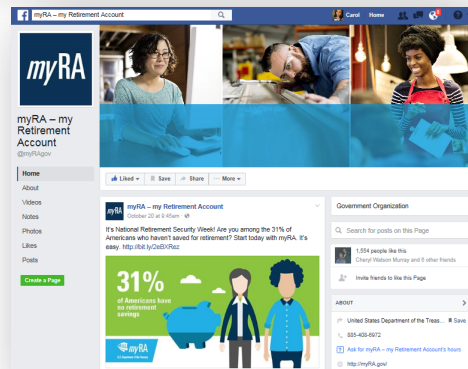 myRA – my Retirement Account
Carol Home
myRA
myRA – my
Retirement
Account
@myRAgov
Home
About
Videos
Notes
Photos
Likes
Posts
Create a Page
Liked
Save
Share
More
myRA – my Retirement Account
October 20 at 9:45am
It's National Retirement Security Week! Are you among the 31% of
Americans who haven't saved for retirement? Start today with myRA. It's
easy. http://bit.ly/2eBXRez
31%
of Americans have
no retirement
savings
myRA
Government Organization
Search for posts on this Page
1,554 people like this
Cheryl Watson Murray and 6 other friends
Invite friends to like this Page
ABOUT
United States Department of the Treas... Save
855-406-6972
Ask for myRA – my Retirement Account's hours
http://myRA.gov/